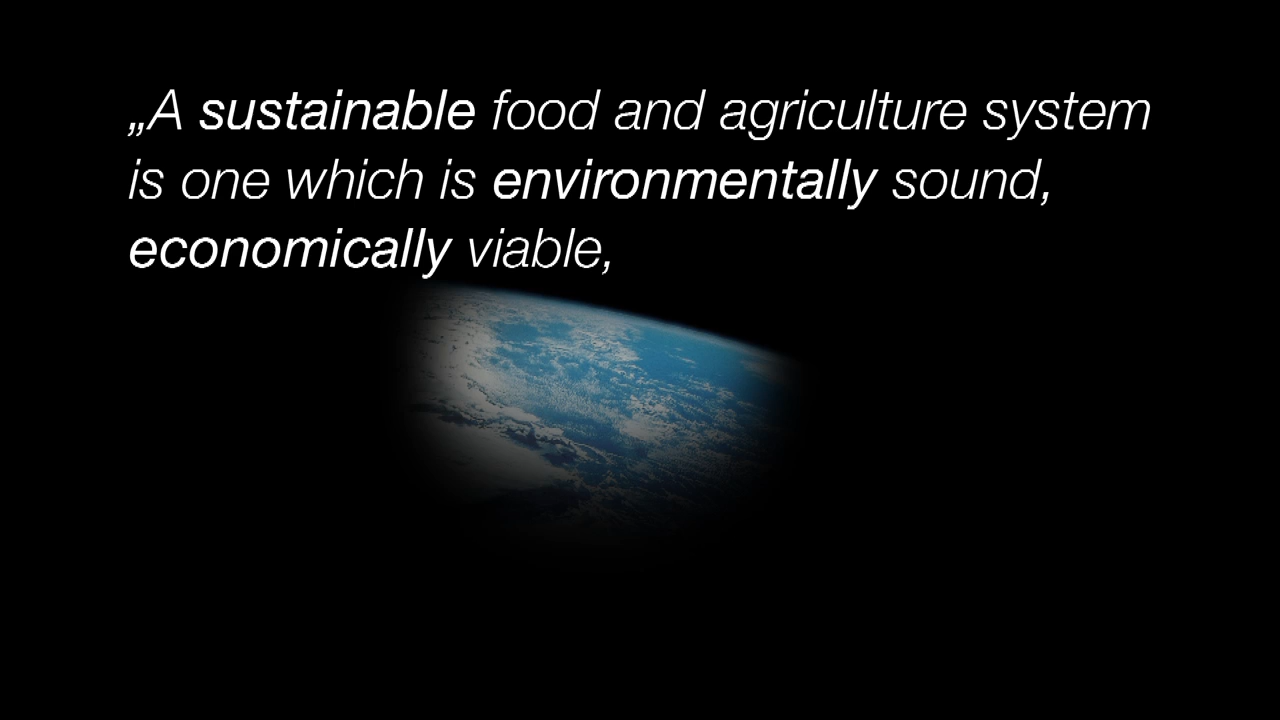 „A sustainable food and agriculture system
is one which is environmentally sound,
economically viable,